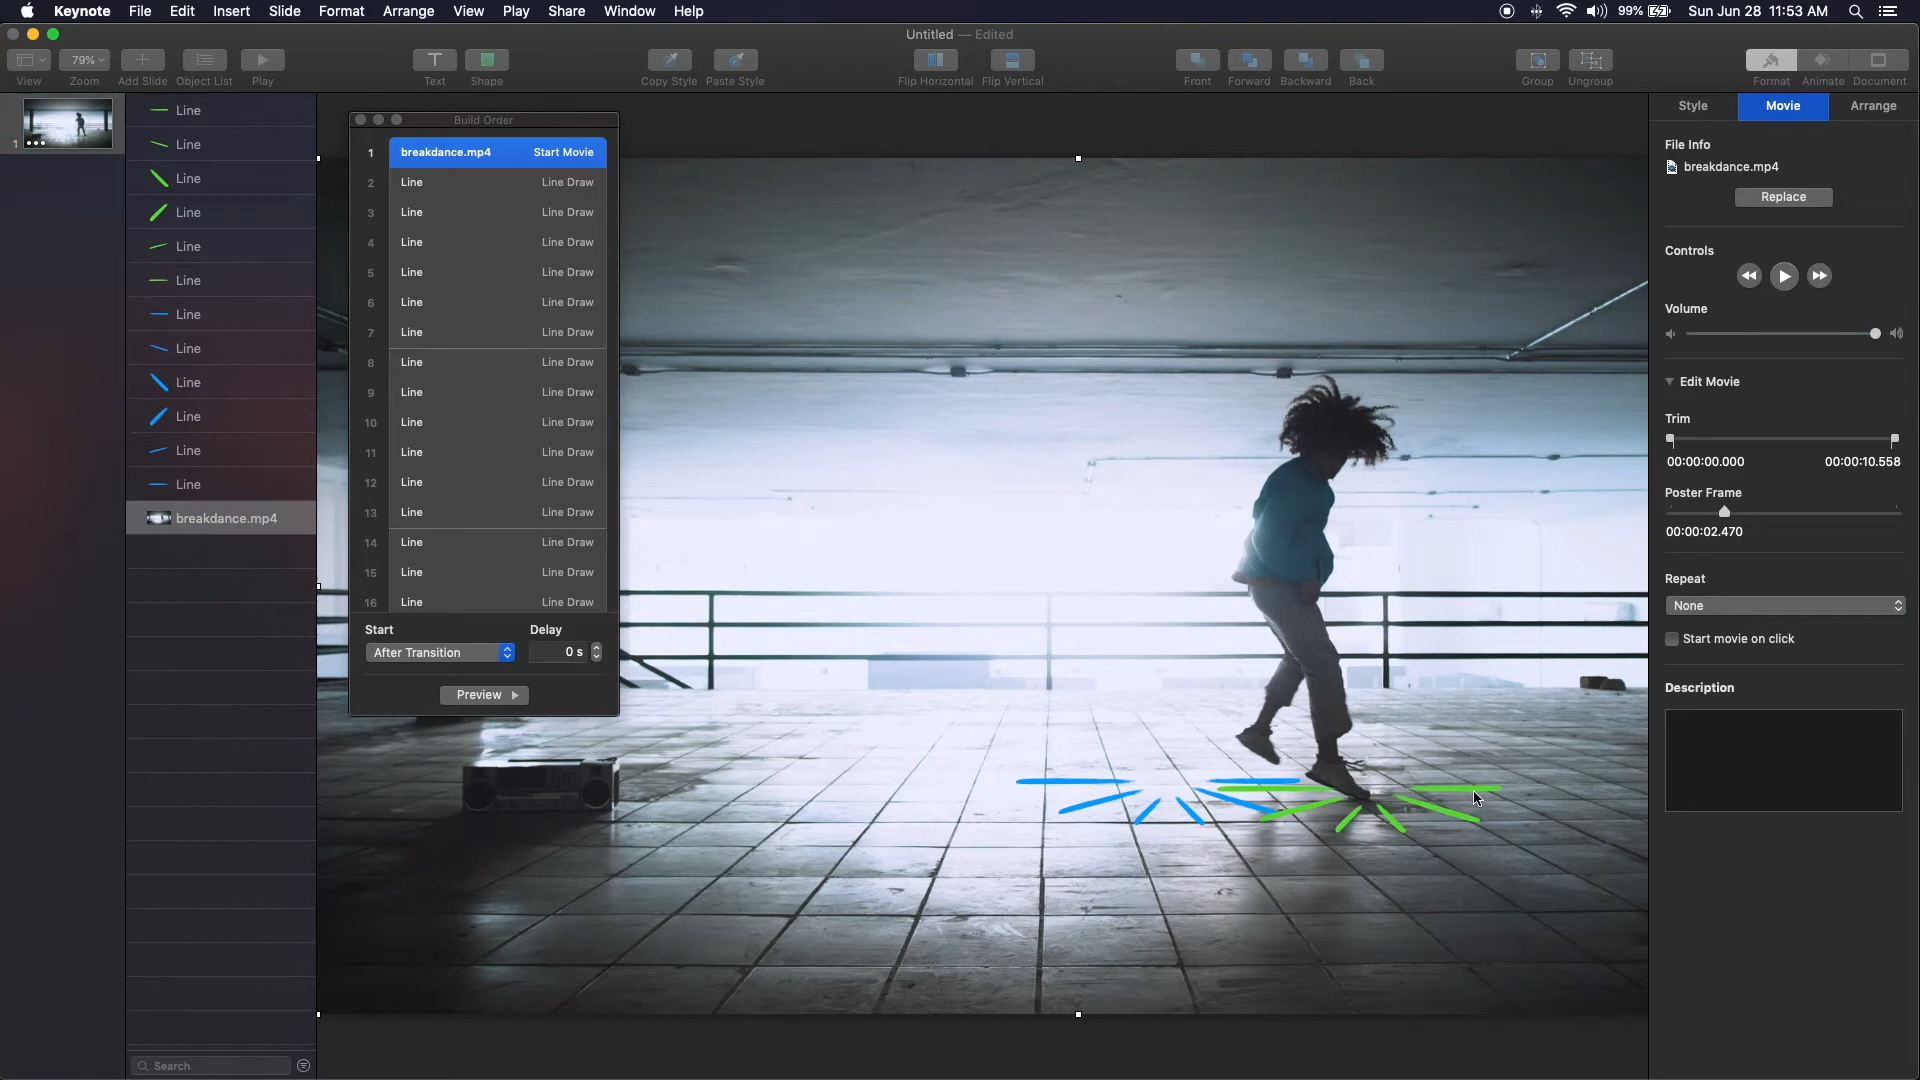 Keynote File Edit Insert Slide Format Arrange View Play Share Window Help 99% Sun Jun 28 11:53 AM
Untitled — Edited
79%
View Zoom Add Slide Object List Play Text Shape Copy Style Paste Style Flip Horizontal Flip Vertical Front Forward Backward Back Group Ungroup Format Animate Document
1
Line
Line
Line
Line
Line
Line
Line
Line
Line
Line
Line
Line
breakdance.mp4
Search
Build Order
1 breakdance.mp4 Start Movie
2 Line Line Draw
3 Line Line Draw
4 Line Line Draw
5 Line Line Draw
6 Line Line Draw
7 Line Line Draw
8 Line Line Draw
9 Line Line Draw
10 Line Line Draw
11 Line Line Draw
12 Line Line Draw
13 Line Line Draw
14 Line Line Draw
15 Line Line Draw
16 Line Line Draw
Start Delay
After Transition 0 s
Preview
Style Movie Arrange
File Info
breakdance.mp4
Replace
Controls
Volume
Edit Movie
Trim
00:00:00.000 00:00:10.558
Poster Frame
00:00:02.470
Repeat
None
Start movie on click
Description